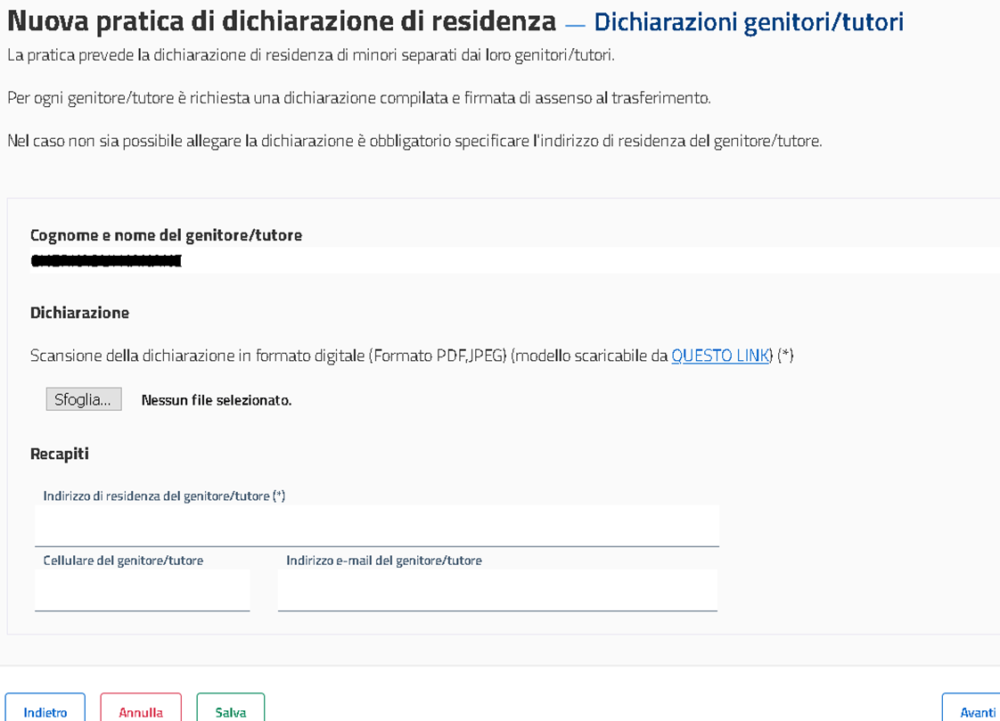 Nuova pratica di dichiarazione di residenza — Dichiarazioni genitori/tutori
La pratica prevede la dichiarazione di residenza di minori separati dai loro genitori/tutori.
Per ogni genitore/tutore è richiesta una dichiarazione compilata e firmata di assenso al trasferimento.
Nel caso non sia possibile allegare la dichiarazione è obbligatorio specificare l'indirizzo di residenza del genitore/tutore.
Cognome e nome del genitore/tutore
Dichiarazione
Scansione della dichiarazione in formato digitale (Formato PDF,JPEG) (modello scaricabile da QUESTO LINK) (*)
Sfoglia... Nessun file selezionato.
Recapiti
Indirizzo di residenza del genitore/tutore (*)
Cellulare del genitore/tutore Indirizzo e-mail del genitore/tutore
Indietro Annulla Salva Avanti